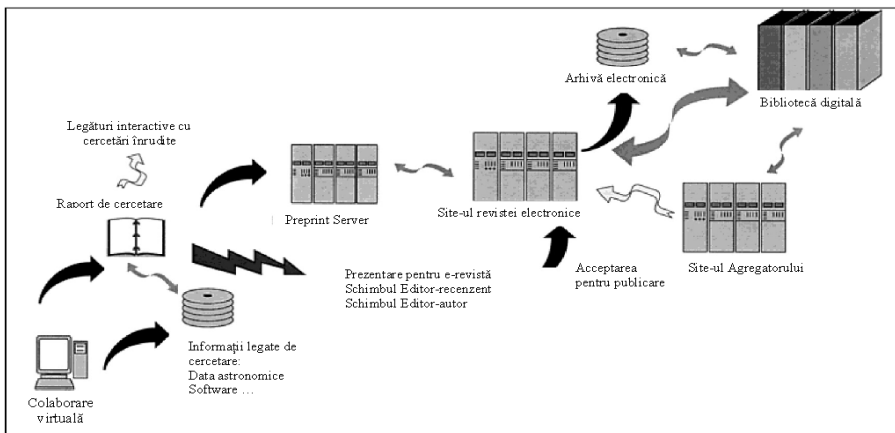 Arhivă electronică
Bibliotecă digitală
Legături interactive cu
cercetări înrudite
Raport de cercetare
Preprint Server
Site-ul revistei electronice
Site-ul Agregatorului
Prezentare pentru e-revistă
Schimbul Editor-recenzent
Schimbul Editor-autor
Acceptarea
pentru publicare
Informații legate de
cercetare:
Data astronomice
Software ...
Colaborare
virtuală